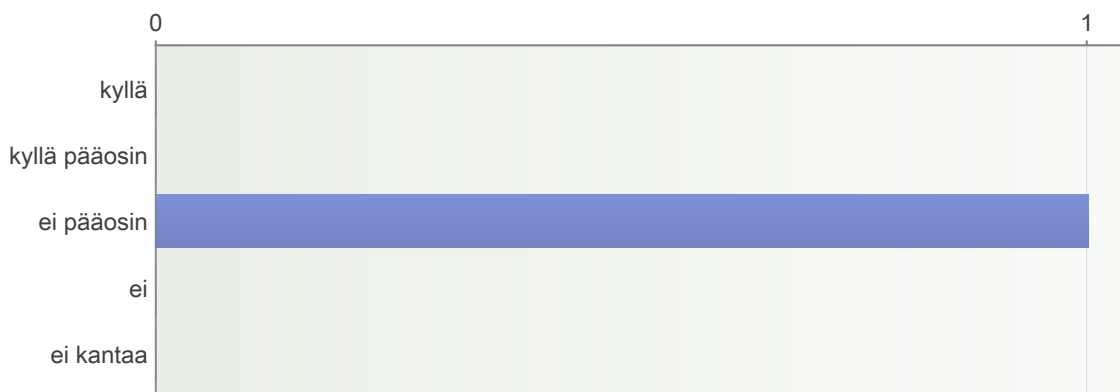 0 1
kyllä
kyllä pääosin
ei pääosin
ei
ei kantaa